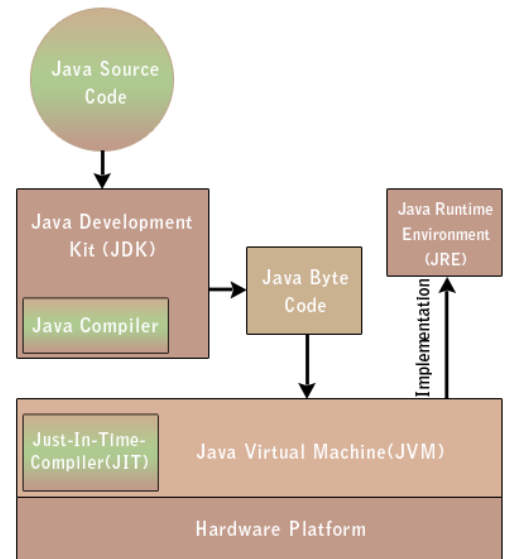 Java Source
Code
Java Development
Kit (JDK)
Java Compiler
Java Byte
Code
Java Runtime
Environment
(JRE)
Implementation
Just-In-Time-
Compiler(JIT)
Java Virtual Machine(JVM)
Hardware Platform